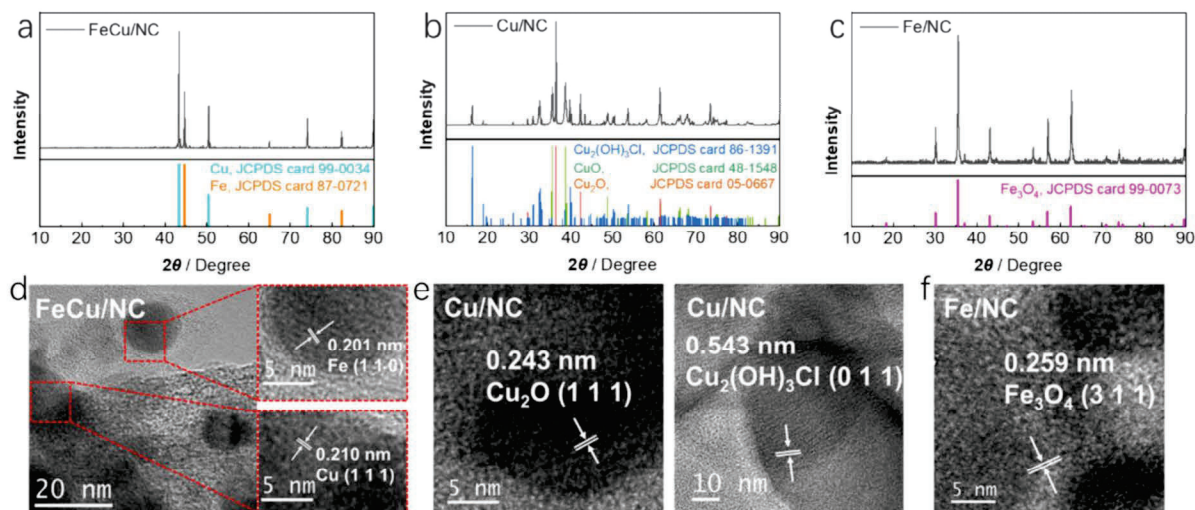 a
FeCu/NC
Intensity
Cu, JCPDS card 99-0034
Fe, JCPDS card 87-0721
10 20 30 40 50 60 70 80 90
2θ / Degree
b
Cu/NC
Intensity
Cu₂(OH)₃Cl, JCPDS card 86-1391
CuO, JCPDS card 48-1548
Cu₂O, JCPDS card 05-0667
10 20 30 40 50 60 70 80 90
2θ / Degree
c
Fe/NC
Intensity
Fe₃O₄, JCPDS card 99-0073
10 20 30 40 50 60 70 80 90
2θ / Degree
d
FeCu/NC
20 nm
0.201 nm
Fe (1 1 0)
5 nm
0.210 nm
Cu (1 1 1)
5 nm
e
Cu/NC
0.243 nm
Cu₂O (1 1 1)
5 nm
Cu/NC
0.543 nm
Cu₂(OH)₃Cl (0 1 1)
10 nm
f
Fe/NC
0.259 nm
Fe₃O₄ (3 1 1)
5 nm